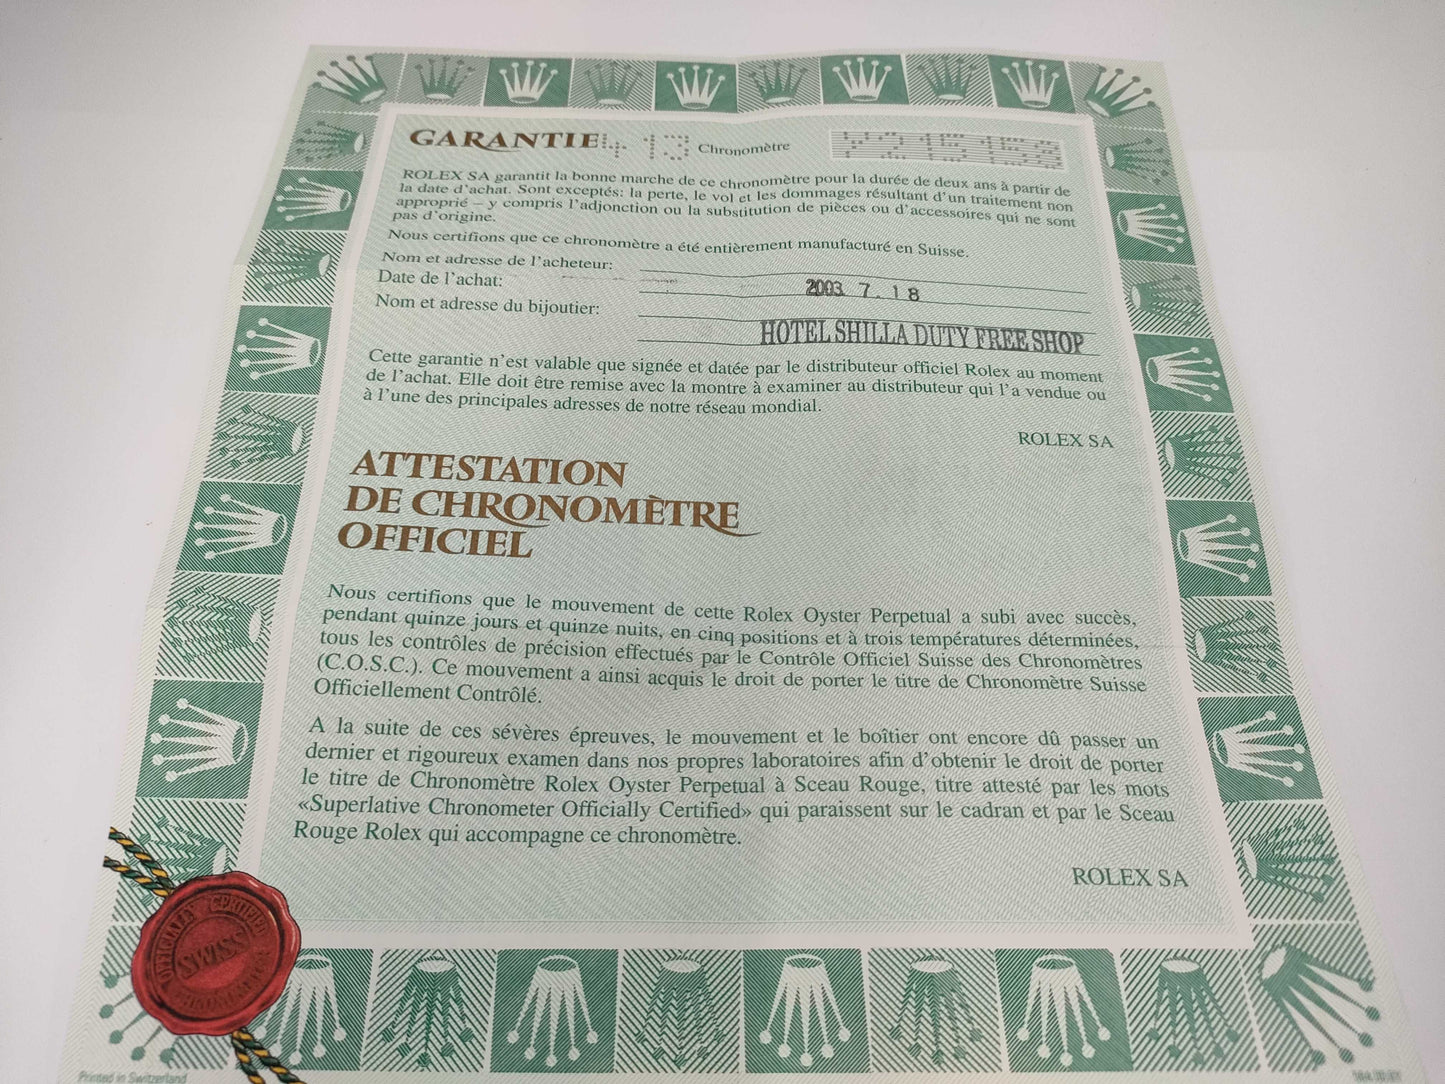 GARANTIE 413 Chronomètre Y215158
ROLEX SA garantit la bonne marche de ce chronomètre pour la durée de deux ans à partir de
la date d'achat. Sont exceptés: la perte, le vol et les dommages résultant d'un traitement non
approprié – y compris l'adjonction ou la substitution de pièces ou d'accessoires qui ne sont
pas d'origine.
Nous certifions que ce chronomètre a été entièrement manufacturé en Suisse.
Nom et adresse de l'acheteur:
Date de l'achat: 2003. 7. 18
Nom et adresse du bijoutier:
HOTEL SHILLA DUTY FREE SHOP
Cette garantie n'est valable que signée et datée par le distributeur officiel Rolex au moment
de l'achat. Elle doit être remise avec la montre à examiner au distributeur qui l'a vendue ou
à l'une des principales adresses de notre réseau mondial.
ROLEX SA
ATTESTATION
DE CHRONOMÈTRE
OFFICIEL
Nous certifions que le mouvement de cette Rolex Oyster Perpetual a subi avec succès,
pendant quinze jours et quinze nuits, en cinq positions et à trois températures déterminées,
tous les contrôles de précision effectués par le Contrôle Officiel Suisse des Chronomètres
(C.O.S.C.). Ce mouvement a ainsi acquis le droit de porter le titre de Chronomètre Suisse
Officiellement Contrôlé.
A la suite de ces sévères épreuves, le mouvement et le boîtier ont encore dû passer un
dernier et rigoureux examen dans nos propres laboratoires afin d'obtenir le droit de porter
le titre de Chronomètre Rolex Oyster Perpetual à Sceau Rouge, titre attesté par les mots
«Superlative Chronometer Officially Certified» qui paraissent sur le cadran et par le Sceau
Rouge Rolex qui accompagne ce chronomètre.
ROLEX SA
OFFICIALLY CERTIFIED
SWISS
CHRONOMETER
Printed in Switzerland